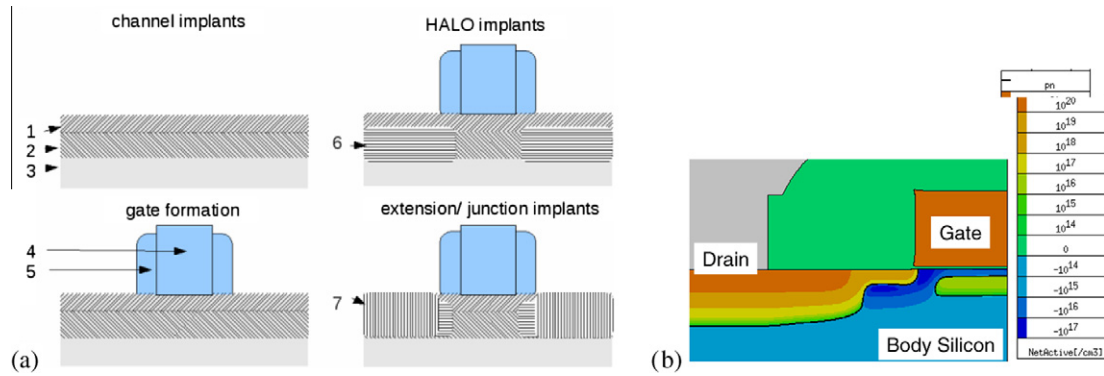 channel implants
HALO implants
1
2
3
6
gate formation
extension/ junction implants
4
5
7
(a)
Drain
Gate
Body Silicon
(b)
pn
10^20
10^19
10^18
10^17
10^16
10^15
10^14
0
-10^14
-10^15
-10^16
-10^17
NetActive[/cm3]